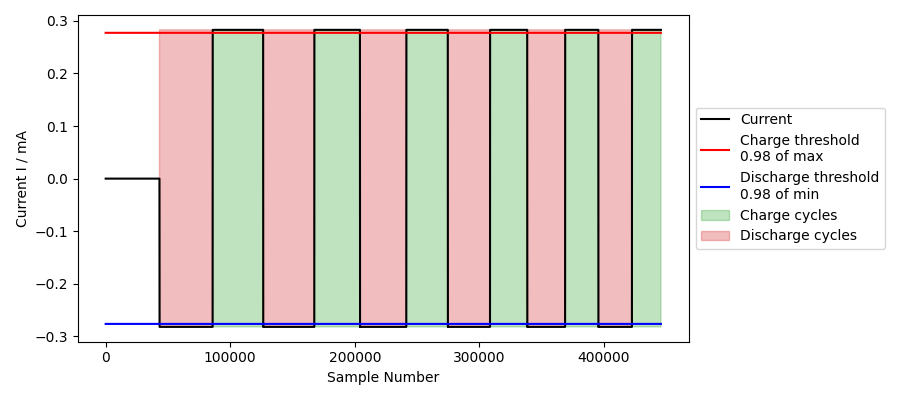 0.3
0.2
0.1
0.0
−0.1
−0.2
−0.3
Current I / mA
0
100000
200000
300000
400000
Sample Number
Current
Charge threshold
0.98 of max
Discharge threshold
0.98 of min
Charge cycles
Discharge cycles